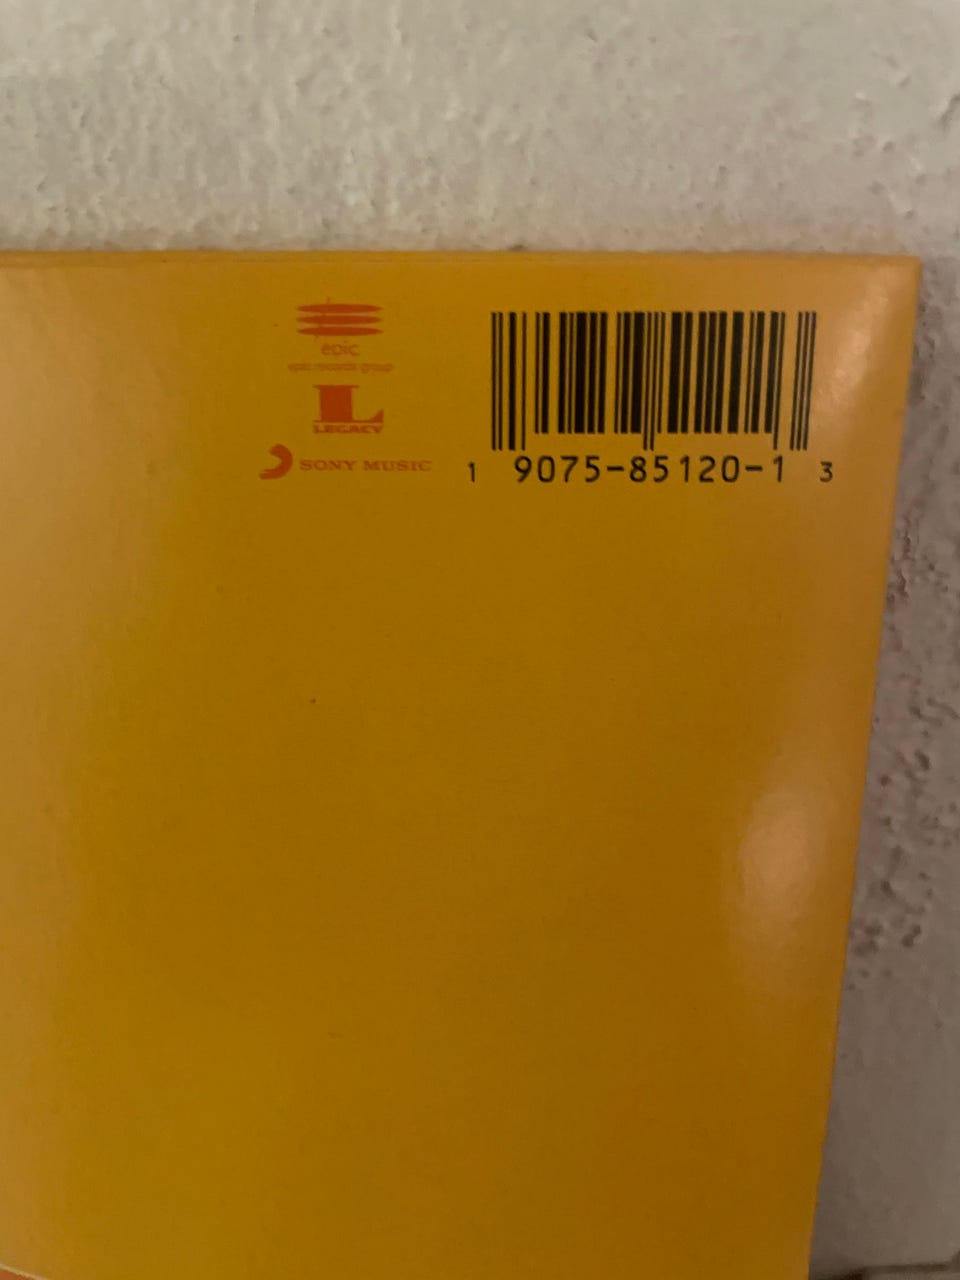 epic
epic records group
L
LEGACY
SONY MUSIC
1 9075-85120-1 3